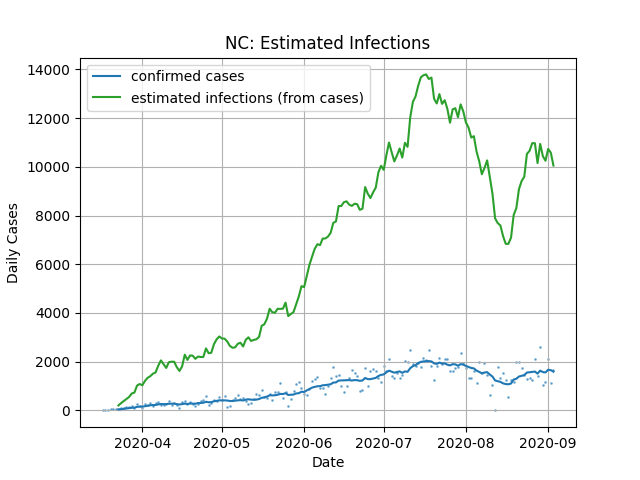 NC: Estimated Infections
confirmed cases
estimated infections (from cases)
Daily Cases
14000
12000
10000
8000
6000
4000
2000
0
2020-04 2020-05 2020-06 2020-07 2020-08 2020-09
Date